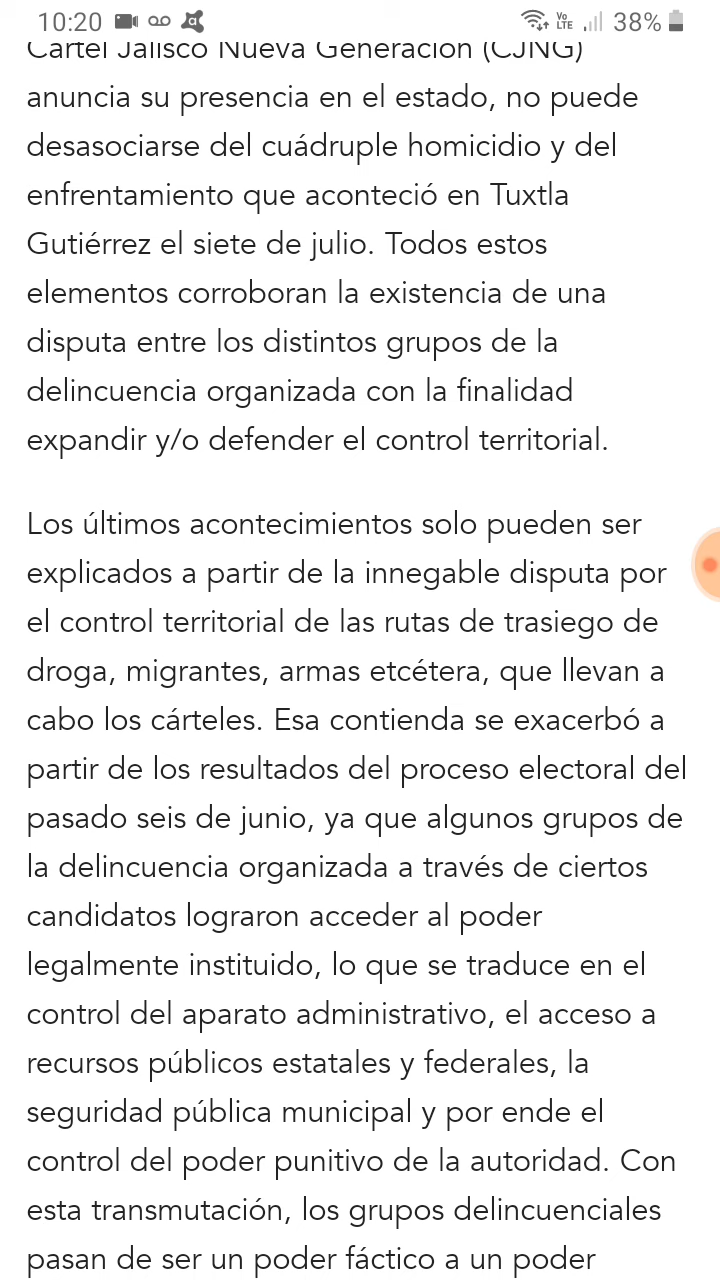 10:20
Vo LTE 38%
Cártel Jalisco Nueva Generación (CJNG)
anuncia su presencia en el estado, no puede
desasociarse del cuádruple homicidio y del
enfrentamiento que aconteció en Tuxtla
Gutiérrez el siete de julio. Todos estos
elementos corroboran la existencia de una
disputa entre los distintos grupos de la
delincuencia organizada con la finalidad
expandir y/o defender el control territorial.
Los últimos acontecimientos solo pueden ser
explicados a partir de la innegable disputa por
el control territorial de las rutas de trasiego de
droga, migrantes, armas etcétera, que llevan a
cabo los cárteles. Esa contienda se exacerbó a
partir de los resultados del proceso electoral del
pasado seis de junio, ya que algunos grupos de
la delincuencia organizada a través de ciertos
candidatos lograron acceder al poder
legalmente instituido, lo que se traduce en el
control del aparato administrativo, el acceso a
recursos públicos estatales y federales, la
seguridad pública municipal y por ende el
control del poder punitivo de la autoridad. Con
esta transmutación, los grupos delincuenciales
pasan de ser un poder fáctico a un poder